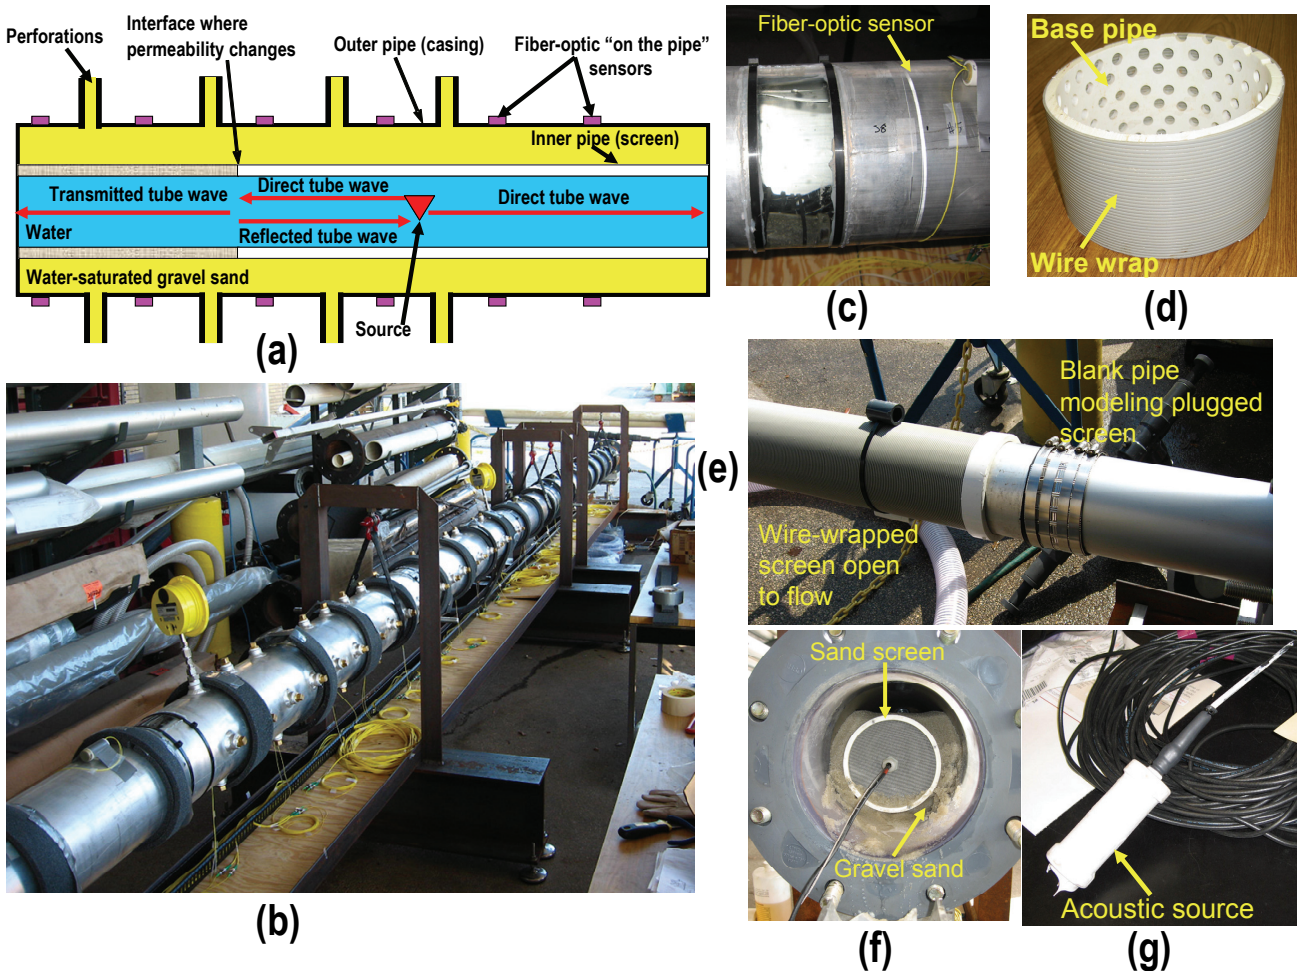 Perforations
Interface where
permeability changes
Outer pipe (casing)
Fiber-optic “on the pipe”
sensors
Inner pipe (screen)
Transmitted tube wave
Direct tube wave
Direct tube wave
Water
Reflected tube wave
Water-saturated gravel sand
Source
(a)
(b)
Fiber-optic sensor
(c)
Base pipe
Wire wrap
(d)
(e)
Blank pipe
modeling plugged
screen
Wire-wrapped
screen open
to flow
Sand screen
Gravel sand
(f)
Acoustic source
(g)